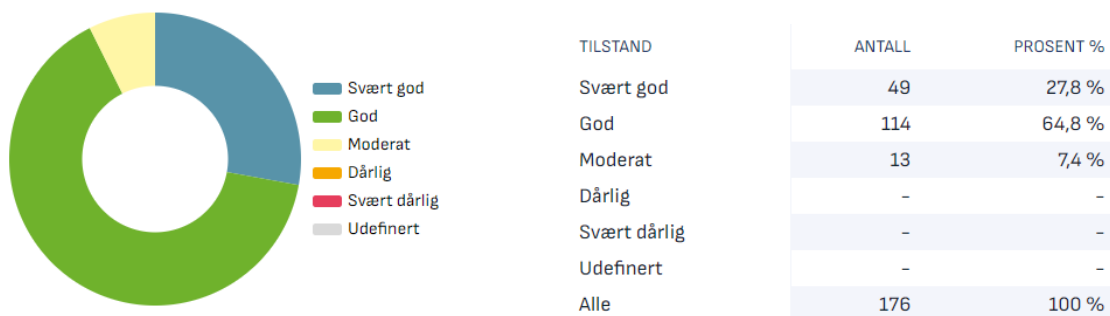 Svært god
God
Moderat
Dårlig
Svært dårlig
Udefinert
TILSTAND ANTALL PROSENT %
Svært god 49 27,8 %
God 114 64,8 %
Moderat 13 7,4 %
Dårlig - -
Svært dårlig - -
Udefinert - -
Alle 176 100 %